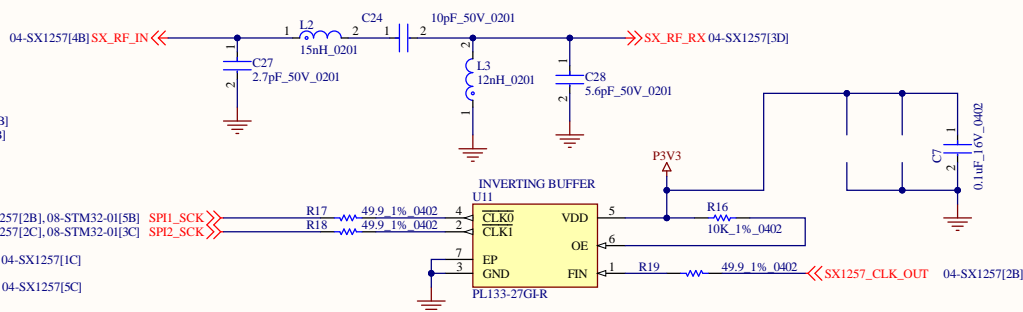 L2
C24
10pF_50V_0201
04-SX1257[4B] SX_RF_IN
1
2
1
2
SX_RF_RX 04-SX1257[3D]
15nH_0201
1
C27
2.7pF_50V_0201
2
2
L3
12nH_0201
1
1
C28
5.6pF_50V_0201
2
B]
B]
1
C7
2
0.1uF_16V_0402
P3V3
INVERTING BUFFER
U11
257[2B], 08-STM32-01[5B] SPI1_SCK
R17
49.9_1%_0402
4
CLK0
VDD
5
R16
10K_1%_0402
257[2C], 08-STM32-01[3C] SPI2_SCK
R18
49.9_1%_0402
2
CLK1
OE
6
04-SX1257[1C]
7
EP
04-SX1257[5C]
3
GND
FIN
1
R19
49.9_1%_0402
SX1257_CLK_OUT 04-SX1257[2B]
PL133-27GI-R